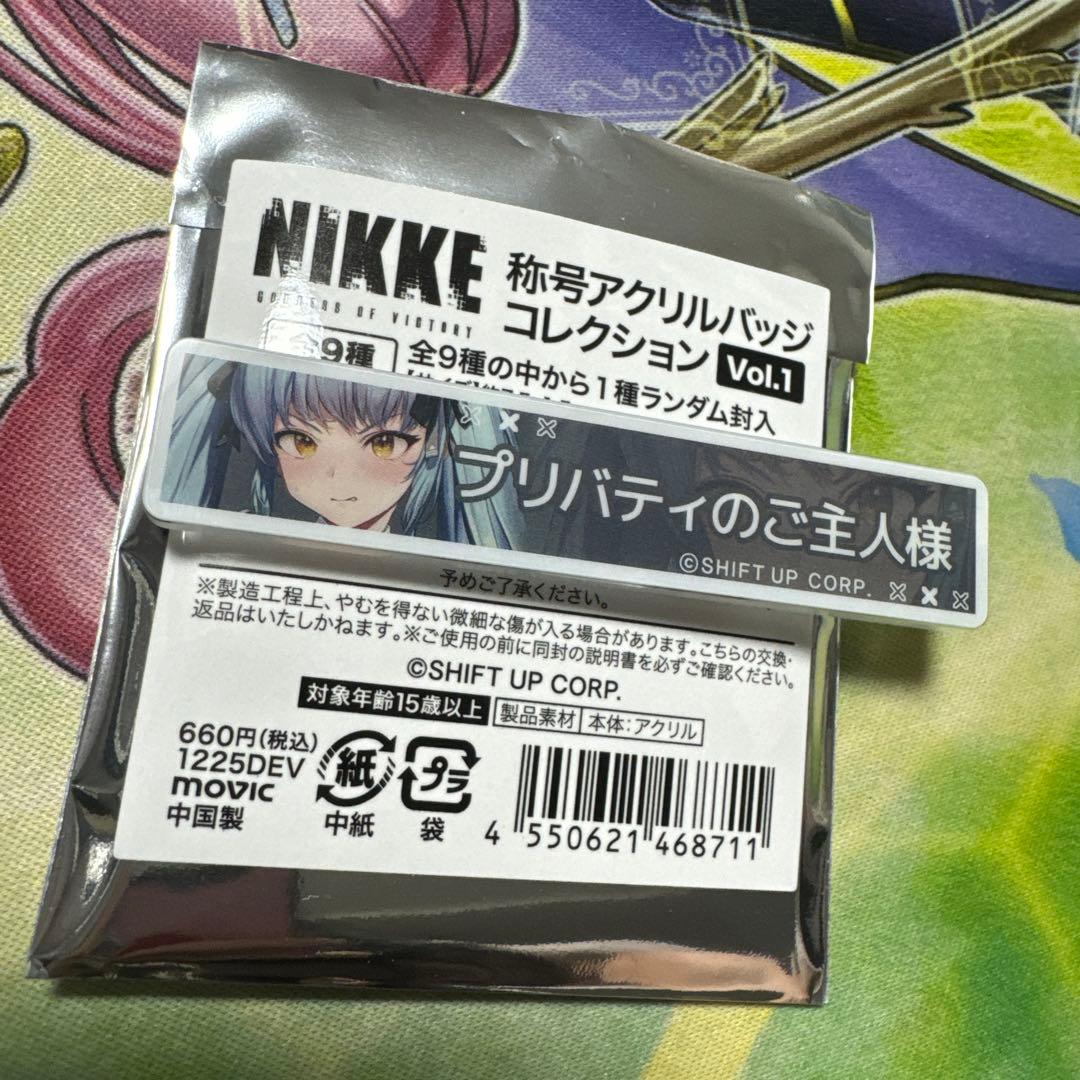 NIKKE
GODDESS OF VICTORY
称号アクリルバッジ
コレクション Vol.1
全9種
全9種の中から1種ランダム封入
プリバティのご主人様
©SHIFT UP CORP.
予めご了承ください。
※製造工程上、やむを得ない微細な傷が入る場合があります。こちらの交換・
返品はいたしかねます。※ご使用の前に同封の説明書を必ずご確認ください。
©SHIFT UP CORP.
対象年齢15歳以上 製品素材 本体:アクリル
660円(税込)
1225DEV
movic
中国製
紙
中紙
プラ
袋
4 550621 468711